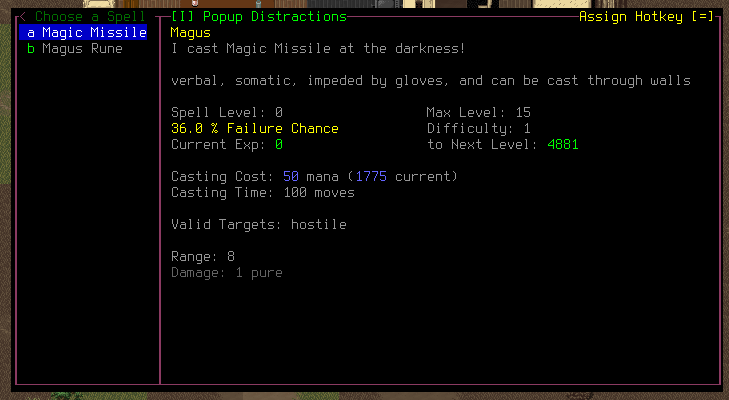 < Choose a Spell
a Magic Missile
b Magus Rune
[I] Popup Distractions Assign Hotkey [=]
Magus
I cast Magic Missile at the darkness!
verbal, somatic, impeded by gloves, and can be cast through walls
Spell Level: 0 Max Level: 15
36.0 % Failure Chance Difficulty: 1
Current Exp: 0 to Next Level: 4881
Casting Cost: 50 mana (1775 current)
Casting Time: 100 moves
Valid Targets: hostile
Range: 8
Damage: 1 pure